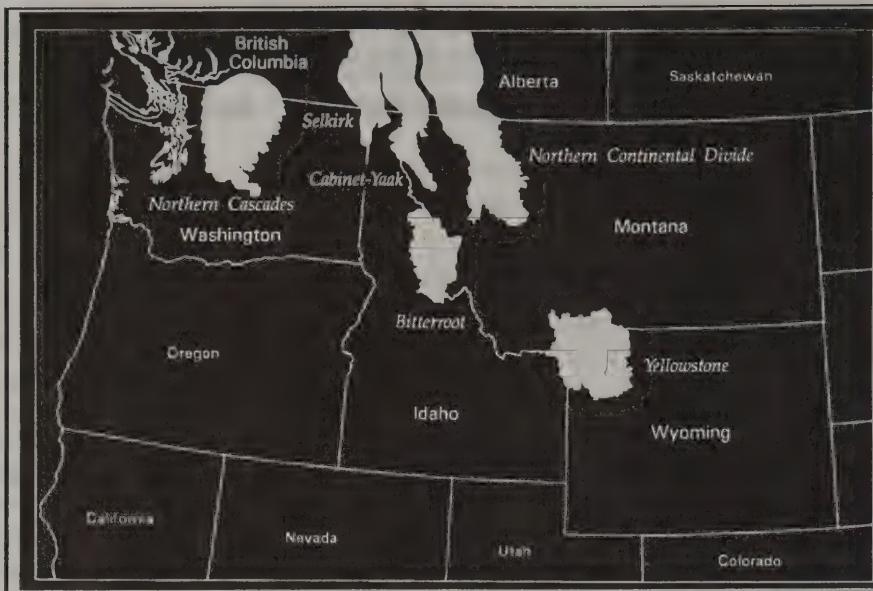 British
Columbia
Alberta
Saskatchewan
Selkirk
Northern Continental Divide
Cabinet-Yaak
Northern Cascades
Washington
Montana
Bitterroot
Oregon
Yellowstone
Idaho
Wyoming
California
Nevada
Utah
Colorado